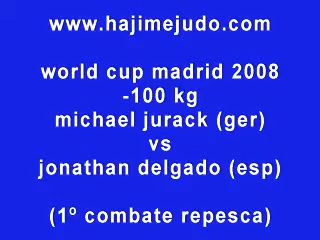 www.hajimejudo.com
world cup madrid 2008
-100 kg
michael jurack (ger)
vs
jonathan delgado (esp)
(1º combate repesca)